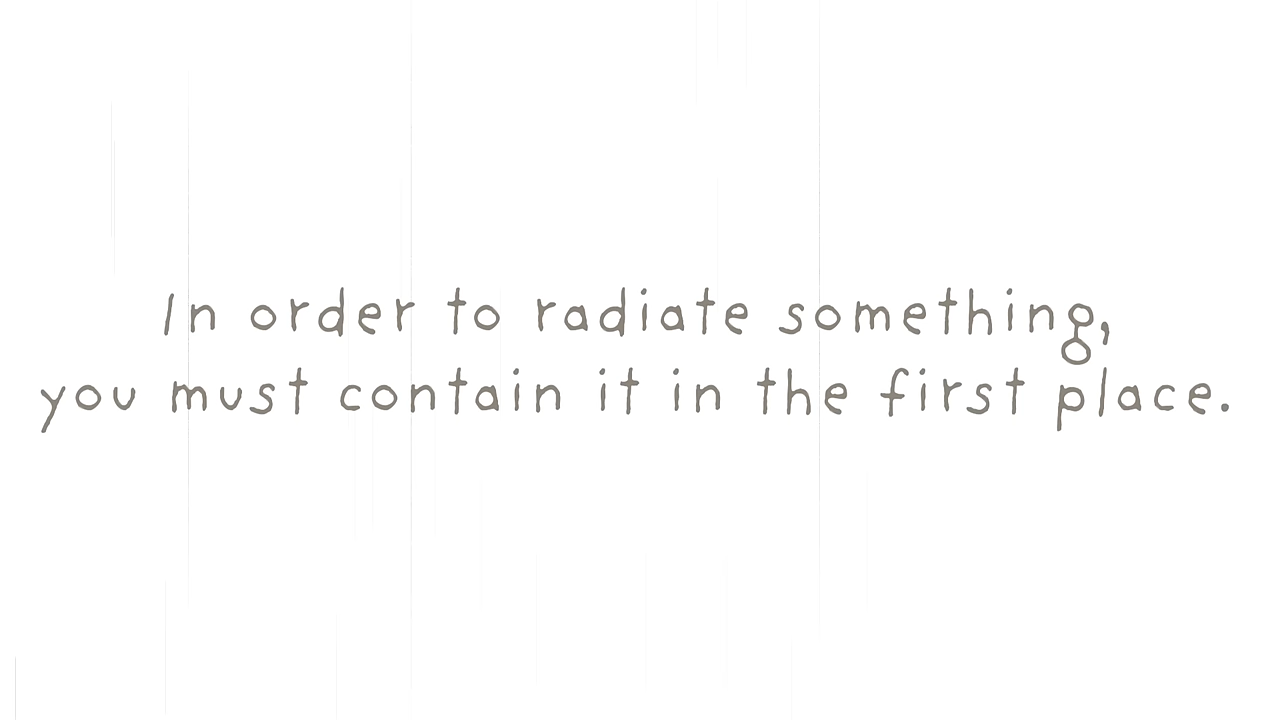 In order to radiate something,
you must contain it in the first place.